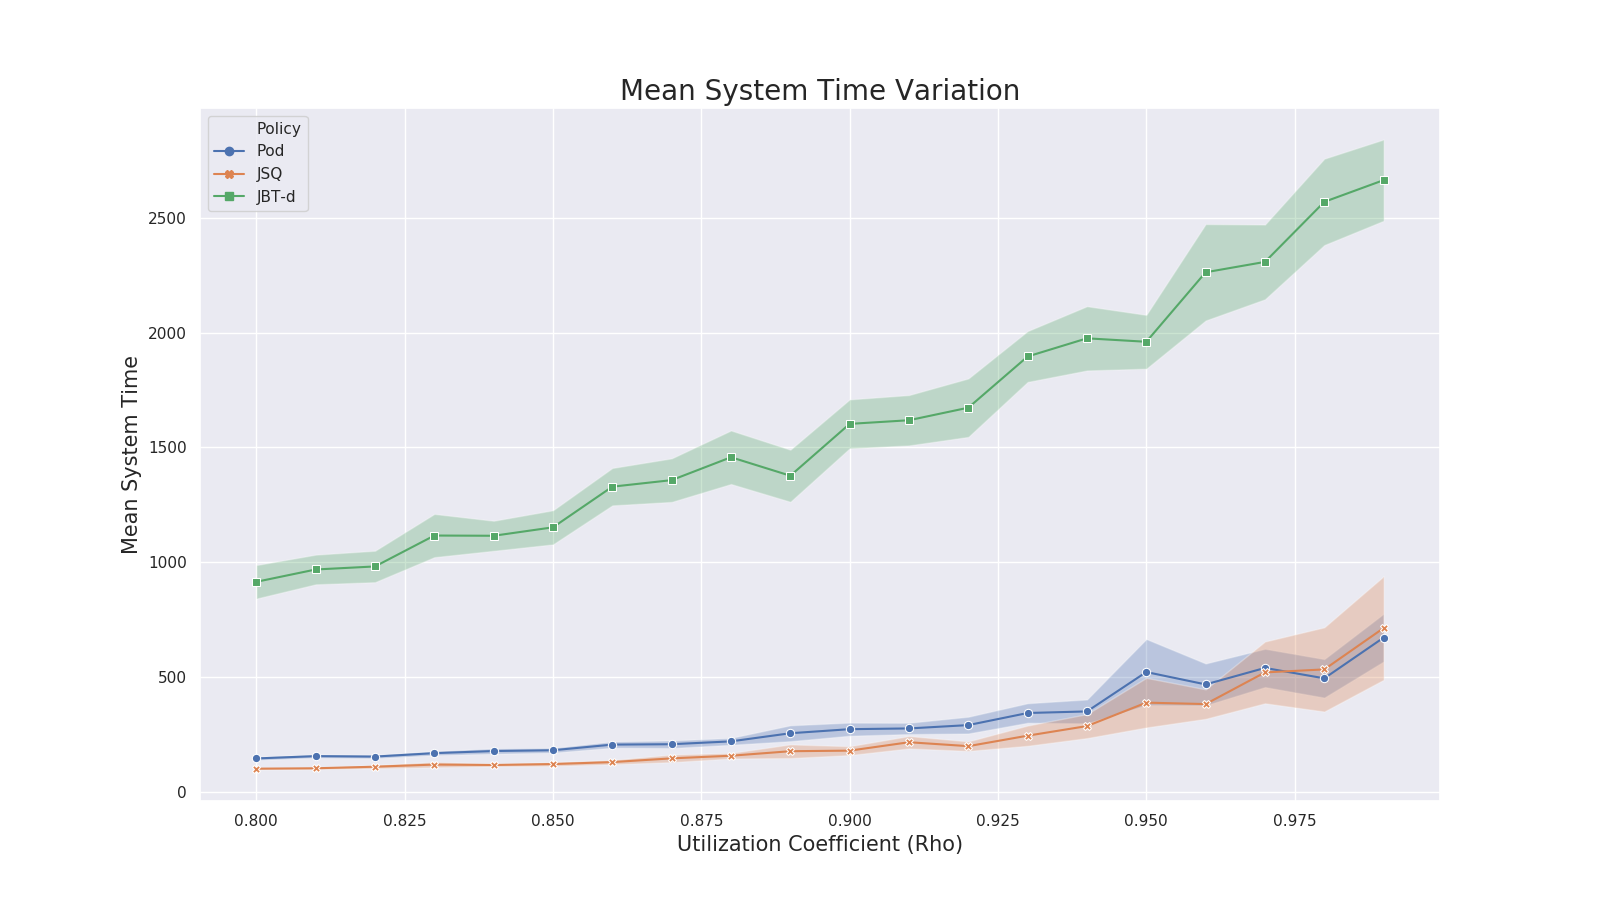 Mean System Time Variation
Policy
Pod
JSQ
JBT-d
2500
2000
1500
1000
500
0
Mean System Time
0.800 0.825 0.850 0.875 0.900 0.925 0.950 0.975
Utilization Coefficient (Rho)